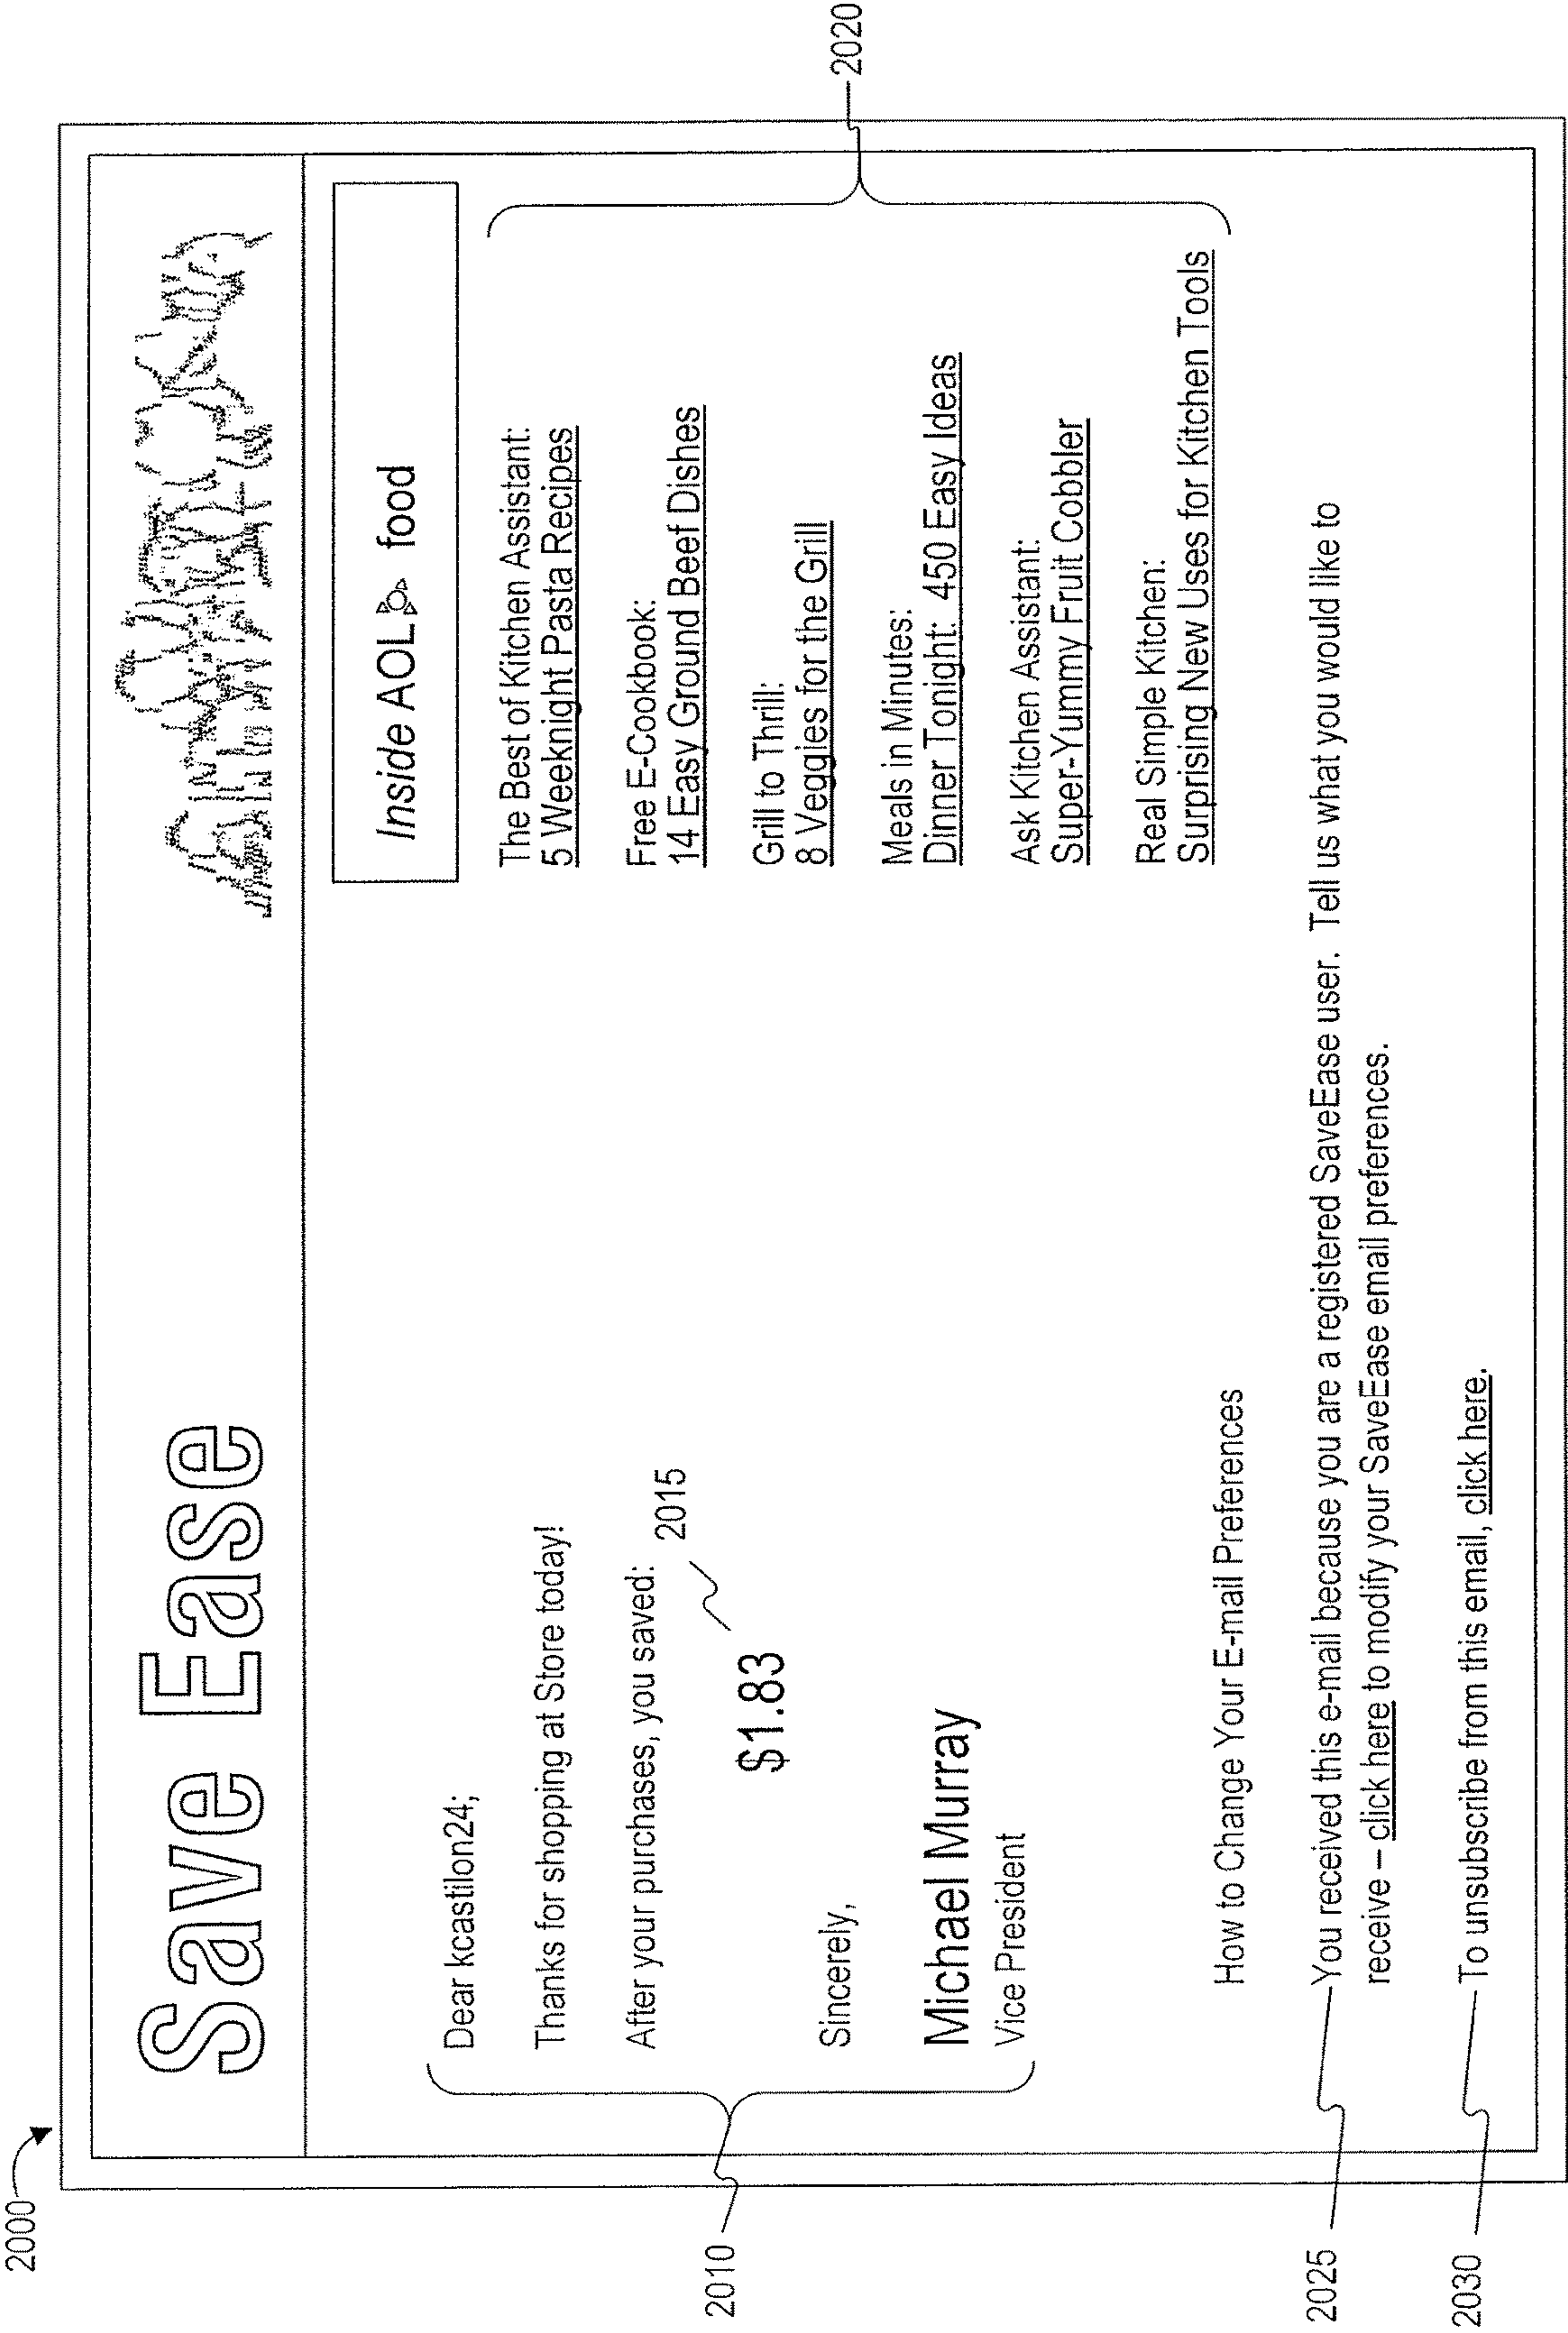 2000
Save Ease
Inside AOL food
2010
Dear kcastilon24;
Thanks for shopping at Store today!
After your purchases, you saved:
2015
$1.83
Sincerely,
Michael Murray
Vice President
The Best of Kitchen Assistant:
5 Weeknight Pasta Recipes
Free E-Cookbook:
14 Easy Ground Beef Dishes
Grill to Thrill:
8 Veggies for the Grill
Meals in Minutes:
Dinner Tonight: 450 Easy Ideas
Ask Kitchen Assistant:
Super-Yummy Fruit Cobbler
Real Simple Kitchen:
Surprising New Uses for Kitchen Tools
2020
How to Change Your E-mail Preferences
2025
You received this e-mail because you are a registered SaveEase user. Tell us what you would like to
receive – click here to modify your SaveEase email preferences.
2030
To unsubscribe from this email, click here.